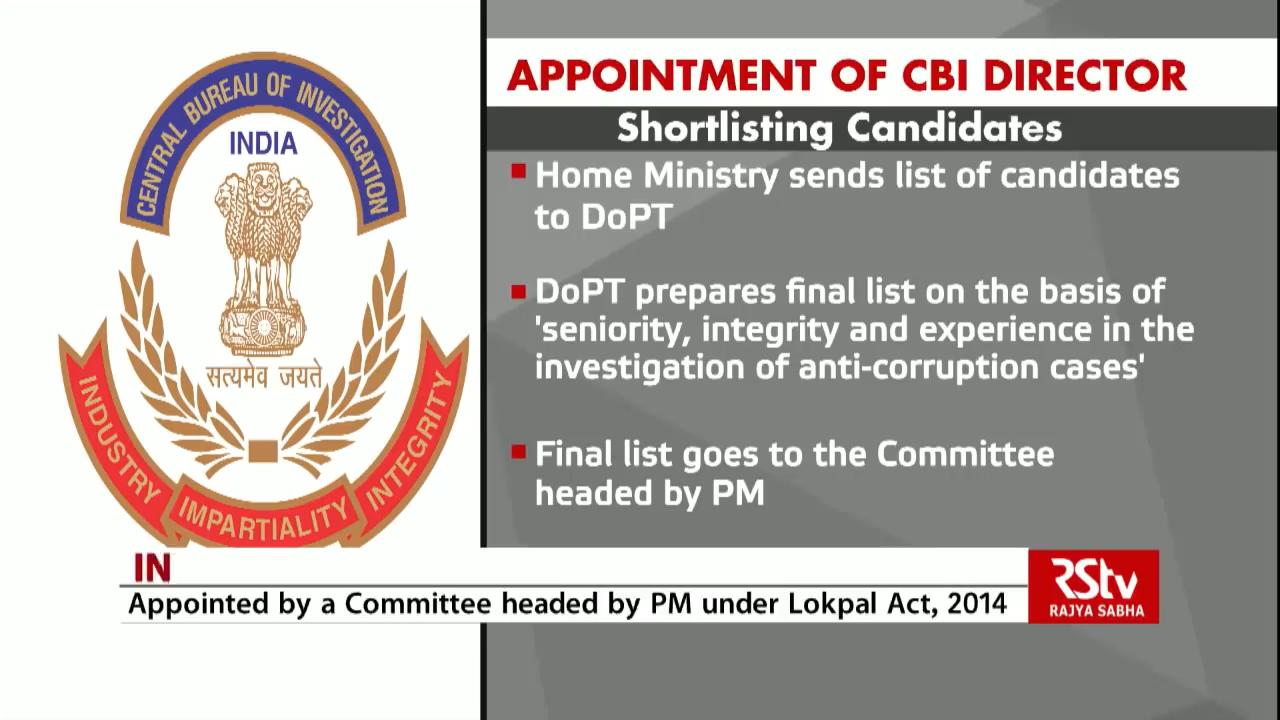 CENTRAL BUREAU OF INVESTIGATION
INDIA
सत्यमेव जयते
INDUSTRY
IMPARTIALITY
INTEGRITY
APPOINTMENT OF CBI DIRECTOR
Shortlisting Candidates
Home Ministry sends list of candidates
to DoPT
DoPT prepares final list on the basis of
'seniority, integrity and experience in the
investigation of anti-corruption cases'
Final list goes to the Committee
headed by PM
IN
Appointed by a Committee headed by PM under Lokpal Act, 2014
RStv
RAJYA SABHA